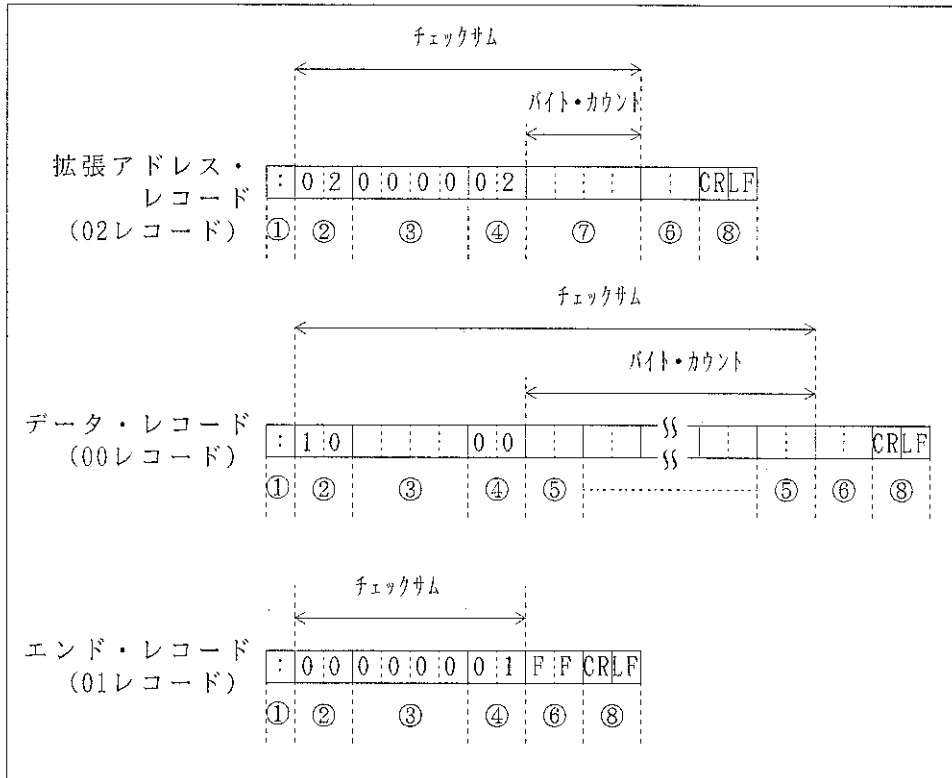 チェックサム
バイト・カウント
拡張アドレス・
レコード
(02レコード)
: 0 2 0 0 0 0 0 2 CR LF
① ② ③ ④ ⑦ ⑥ ⑧
チェックサム
バイト・カウント
データ・レコード
(00レコード)
: 1 0 0 0 CR LF
① ② ③ ④ ⑤ ⑤ ⑥ ⑧
チェックサム
エンド・レコード
(01レコード)
: 0 0 0 0 0 0 0 1 F F CR LF
① ② ③ ④ ⑥ ⑧